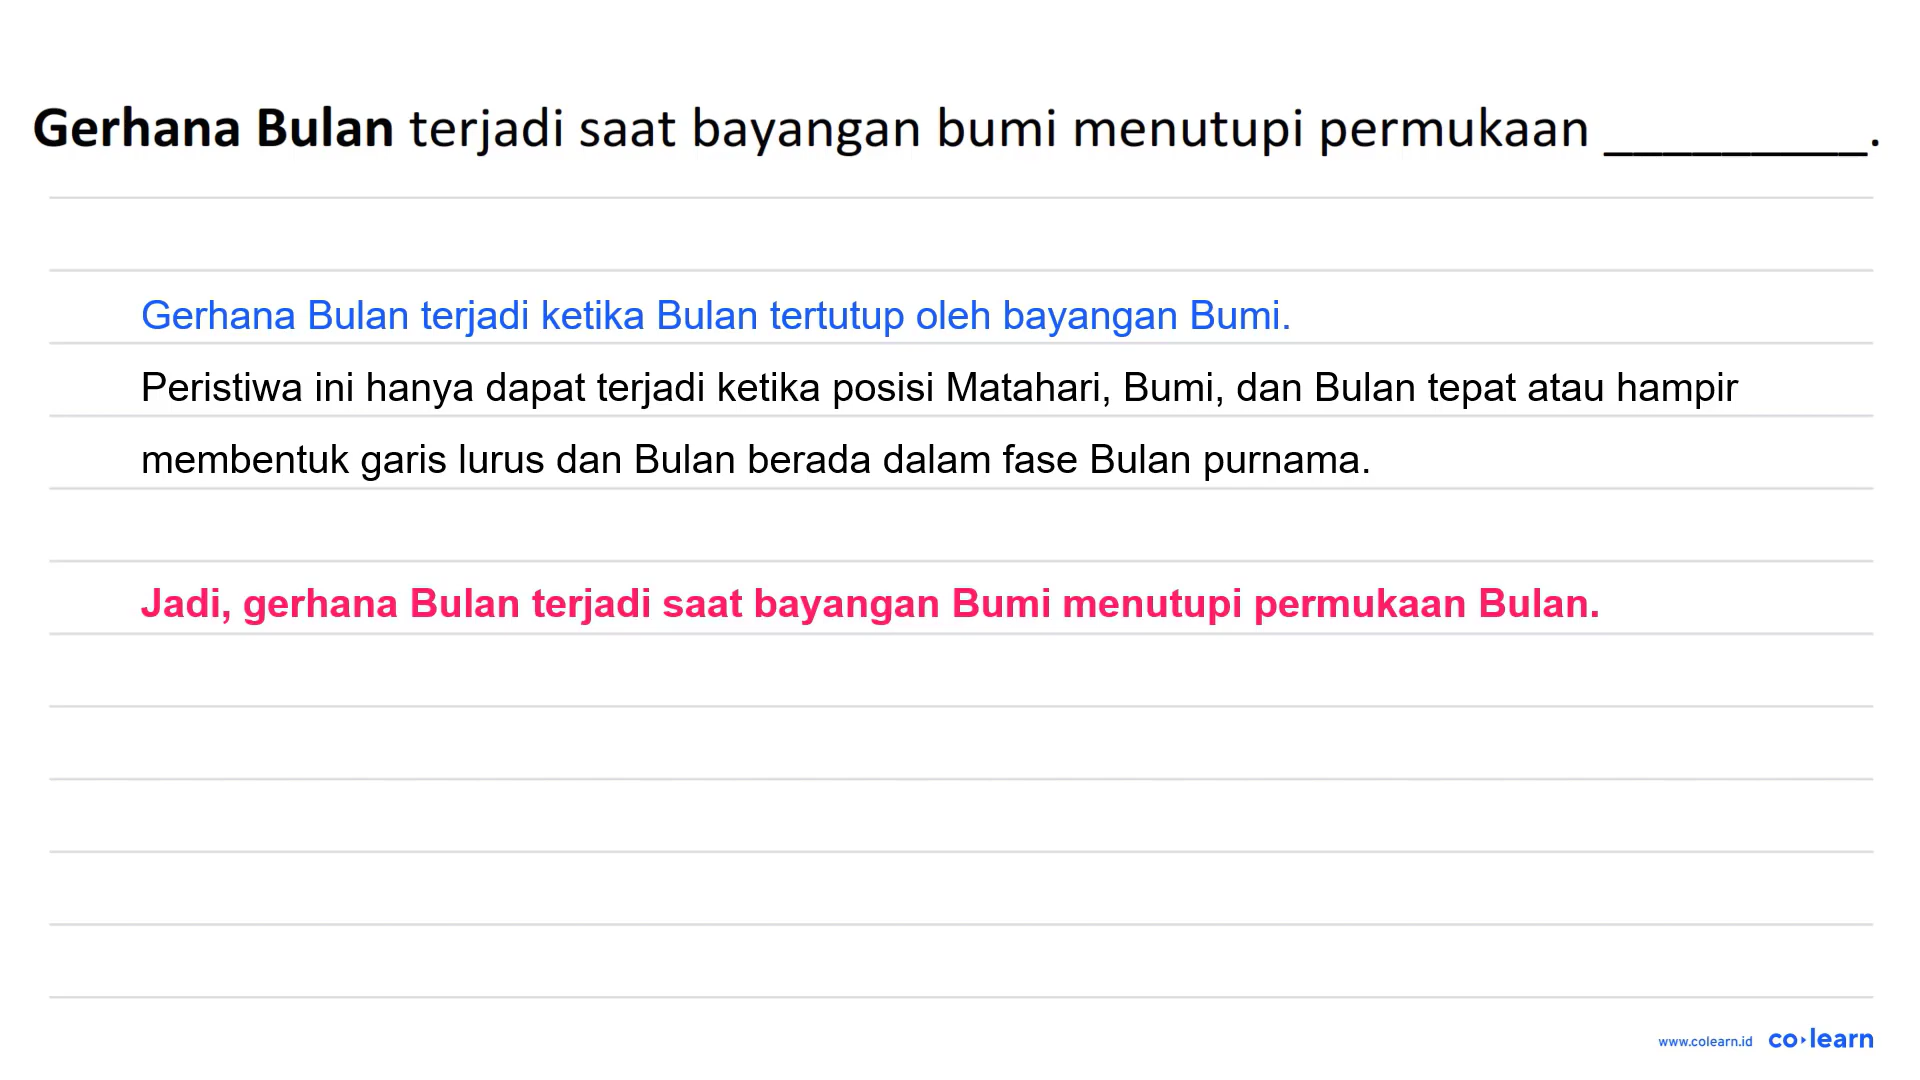 Gerhana Bulan terjadi saat bayangan bumi menutupi permukaan _________.
Gerhana Bulan terjadi ketika Bulan tertutup oleh bayangan Bumi.
Peristiwa ini hanya dapat terjadi ketika posisi Matahari, Bumi, dan Bulan tepat atau hampir
membentuk garis lurus dan Bulan berada dalam fase Bulan purnama.
Jadi, gerhana Bulan terjadi saat bayangan Bumi menutupi permukaan Bulan.
www.colearn.id co learn